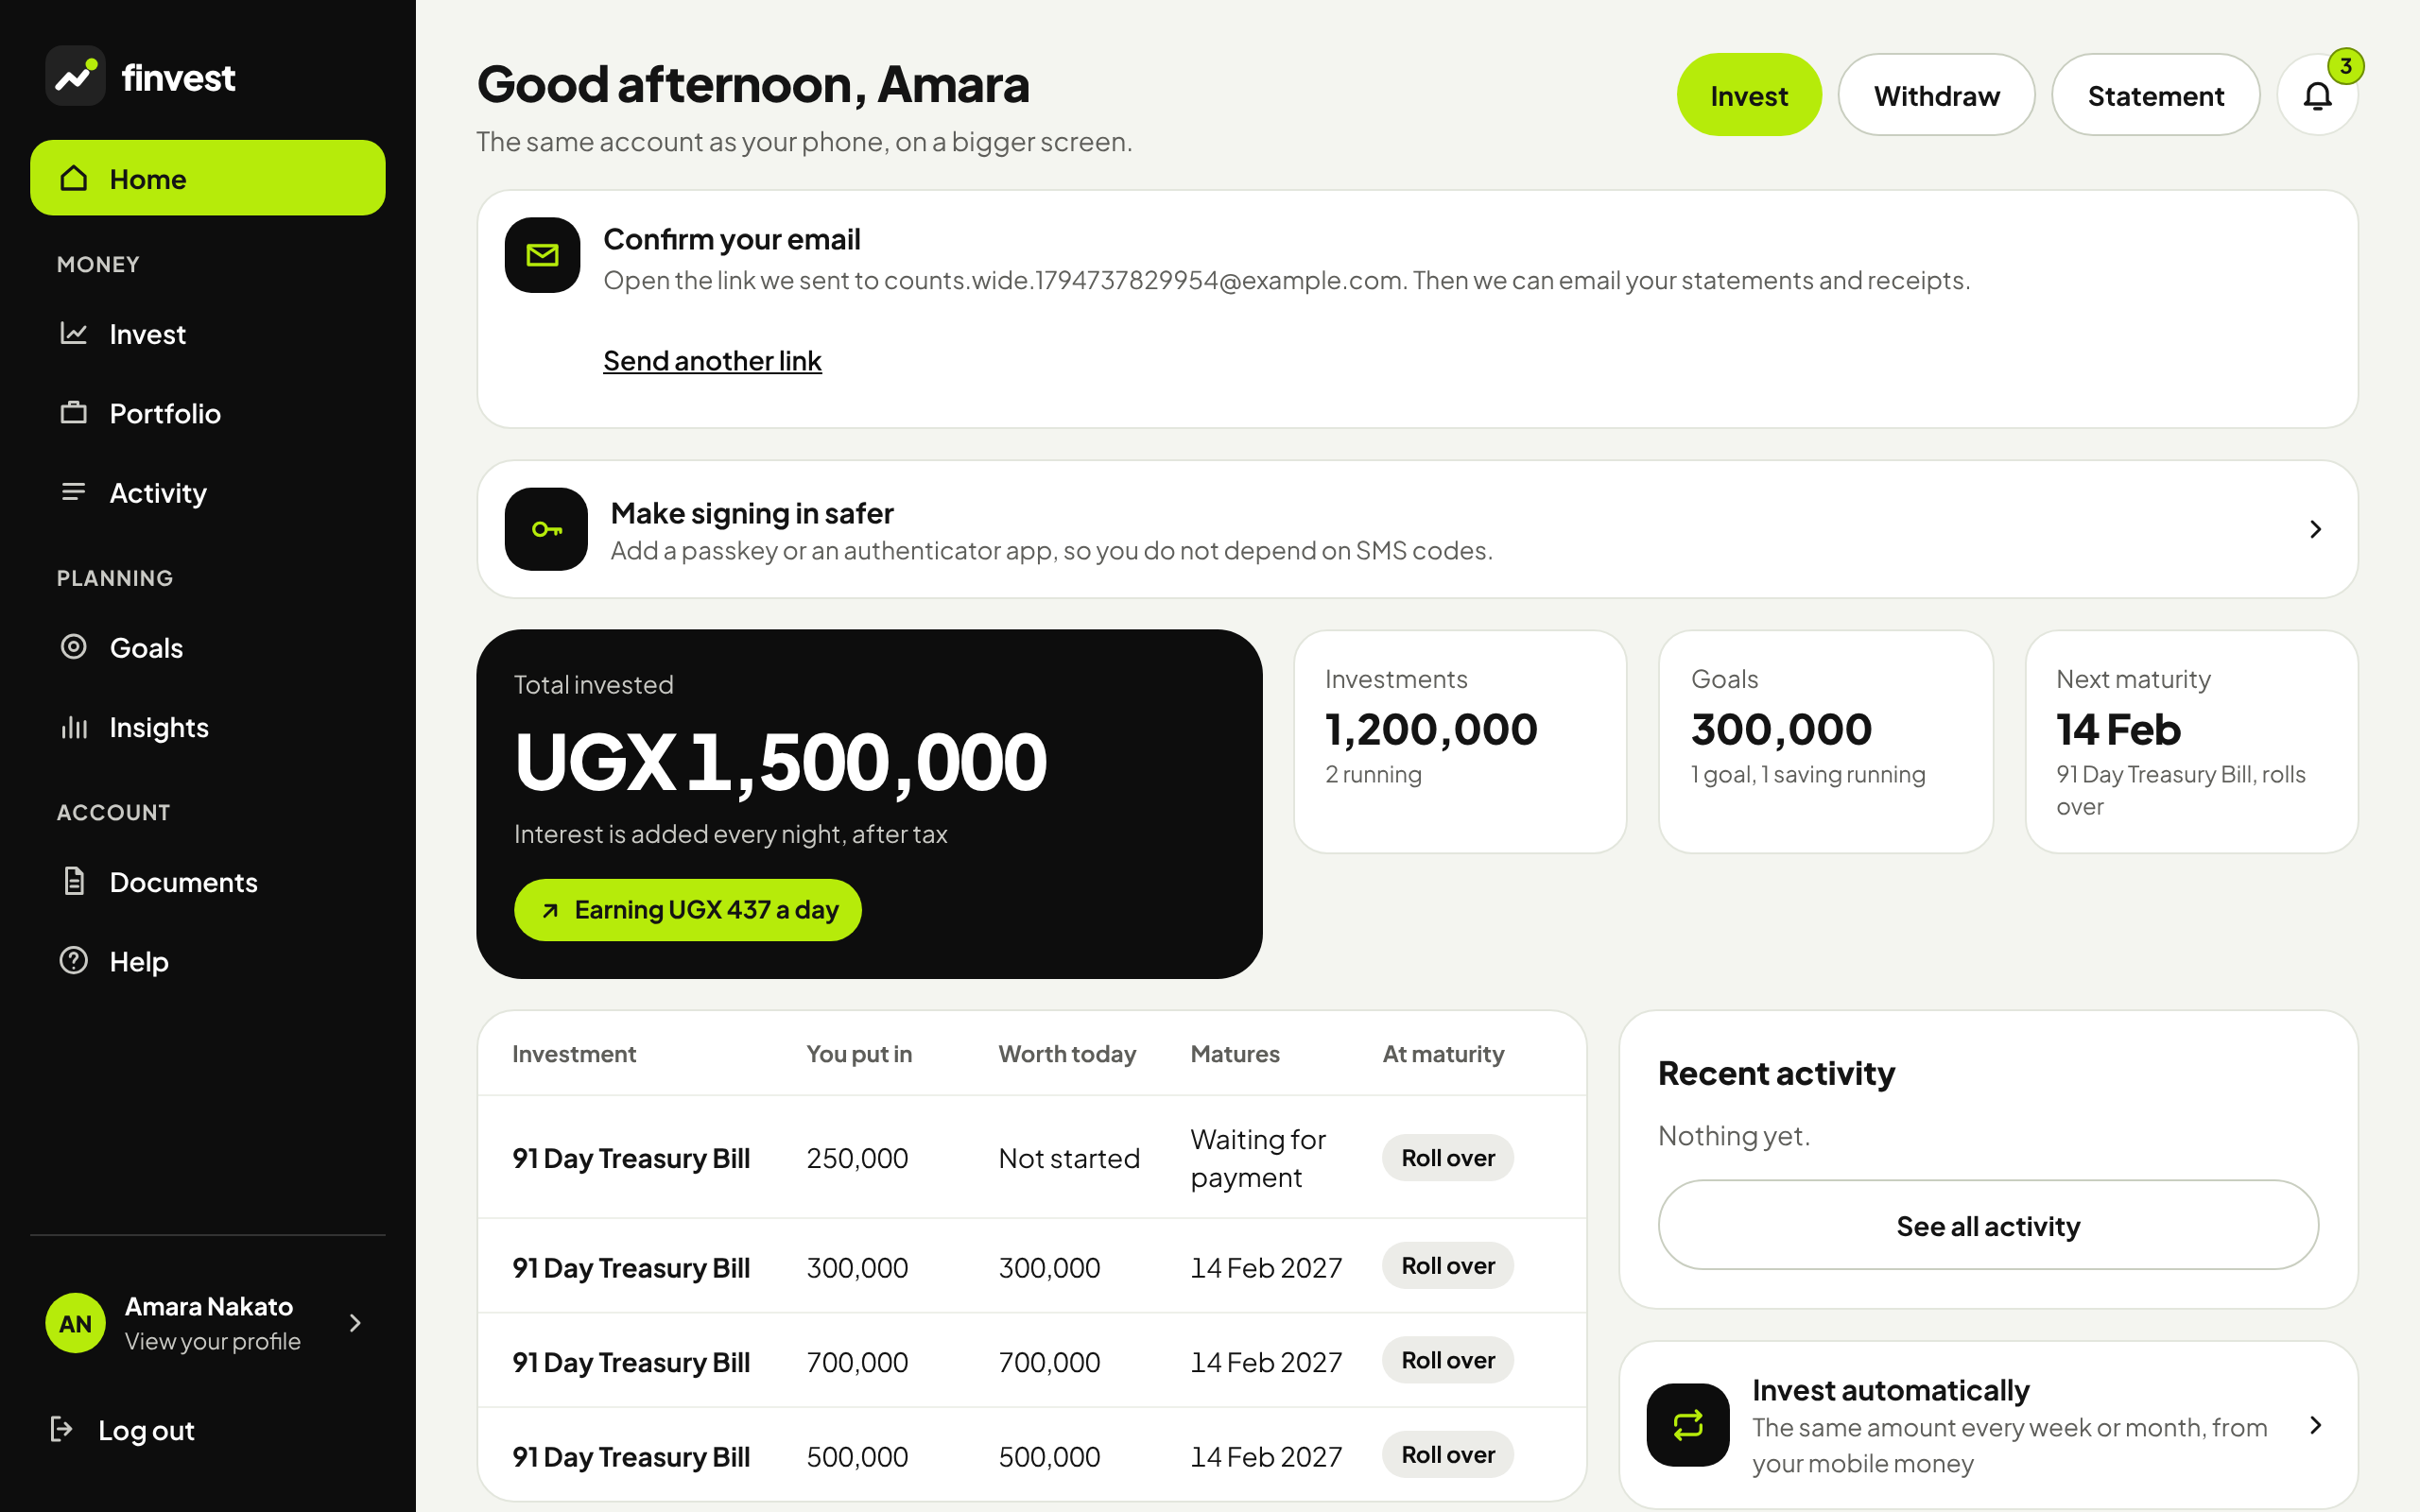 finvest
Home
MONEY
Invest
Portfolio
Activity
PLANNING
Goals
Insights
ACCOUNT
Documents
Help
AN
Amara Nakato
View your profile
Log out
Good afternoon, Amara
The same account as your phone, on a bigger screen.
Invest
Withdraw
Statement
3
Confirm your email
Open the link we sent to counts.wide.1794737829954@example.com. Then we can email your statements and receipts.
Send another link
Make signing in safer
Add a passkey or an authenticator app, so you do not depend on SMS codes.
Total invested
UGX 1,500,000
Interest is added every night, after tax
Earning UGX 437 a day
Investments
1,200,000
2 running
Goals
300,000
1 goal, 1 saving running
Next maturity
14 Feb
91 Day Treasury Bill, rolls
over
Investment You put in Worth today Matures At maturity
91 Day Treasury Bill 250,000 Not started Waiting for
payment Roll over
91 Day Treasury Bill 300,000 300,000 14 Feb 2027 Roll over
91 Day Treasury Bill 700,000 700,000 14 Feb 2027 Roll over
91 Day Treasury Bill 500,000 500,000 14 Feb 2027 Roll over
Recent activity
Nothing yet.
See all activity
Invest automatically
The same amount every week or month, from
your mobile money